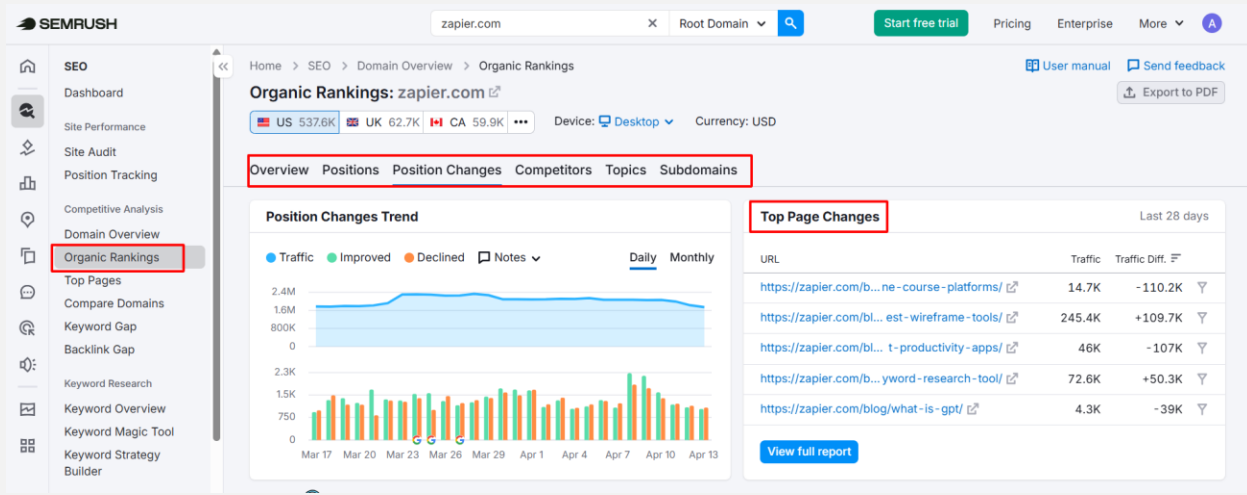 SEMRUSH
zapier.com × Root Domain
Start free trial Pricing Enterprise More A
SEO
Dashboard
Site Performance
Site Audit
Position Tracking
Competitive Analysis
Domain Overview
Organic Rankings
Top Pages
Compare Domains
Keyword Gap
Backlink Gap
Keyword Research
Keyword Overview
Keyword Magic Tool
Keyword Strategy
Builder
Home > SEO > Domain Overview > Organic Rankings
User manual Send feedback
Organic Rankings: zapier.com
Export to PDF
US 537.6K UK 62.7K CA 59.9K ••• Device: Desktop Currency: USD
Overview Positions Position Changes Competitors Topics Subdomains
Position Changes Trend
Traffic Improved Declined Notes Daily Monthly
2.4M
1.6M
800K
0
2.3K
1.5K
750
0
Mar 17 Mar 20 Mar 23 Mar 26 Mar 29 Apr 1 Apr 4 Apr 7 Apr 10 Apr 13
Top Page Changes Last 28 days
URL Traffic Traffic Diff.
https://zapier.com/b... ne-course-platforms/ 14.7K -110.2K
https://zapier.com/bl... est-wireframe-tools/ 245.4K +109.7K
https://zapier.com/bl... t-productivity-apps/ 46K -107K
https://zapier.com/b... yword-research-tool/ 72.6K +50.3K
https://zapier.com/blog/what-is-gpt/ 4.3K -39K
View full report